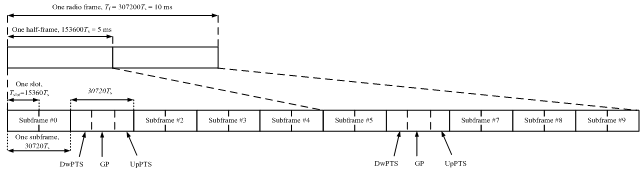 One radio frame, Tf = 307200Ts = 10 ms
One half-frame, 153600Ts = 5 ms
One slot,
Tslot=15360Ts
30720Ts
Subframe #0
Subframe #2
Subframe #3
Subframe #4
Subframe #5
Subframe #7
Subframe #8
Subframe #9
One subframe,
30720Ts
DwPTS
GP
UpPTS
DwPTS
GP
UpPTS